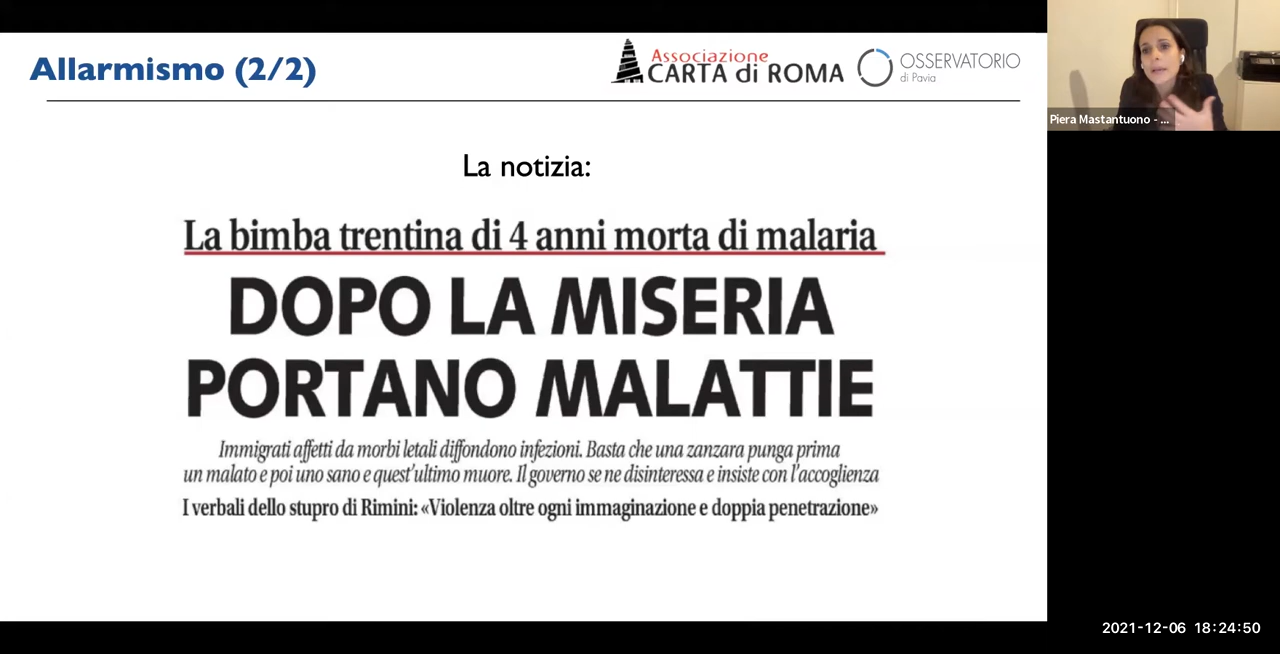 Allarmismo (2/2)
Associazione
CARTA di ROMA
OSSERVATORIO
di Pavia
Piera Mastantuono - ...
La notizia:
La bimba trentina di 4 anni morta di malaria
DOPO LA MISERIA
PORTANO MALATTIE
Immigrati affetti da morbi letali diffondono infezioni. Basta che una zanzara punga prima
un malato e poi uno sano e quest'ultimo muore. Il governo se ne disinteressa e insiste con l'accoglienza
I verbali dello stupro di Rimini: «Violenza oltre ogni immaginazione e doppia penetrazione»
2021-12-06 18:24:50